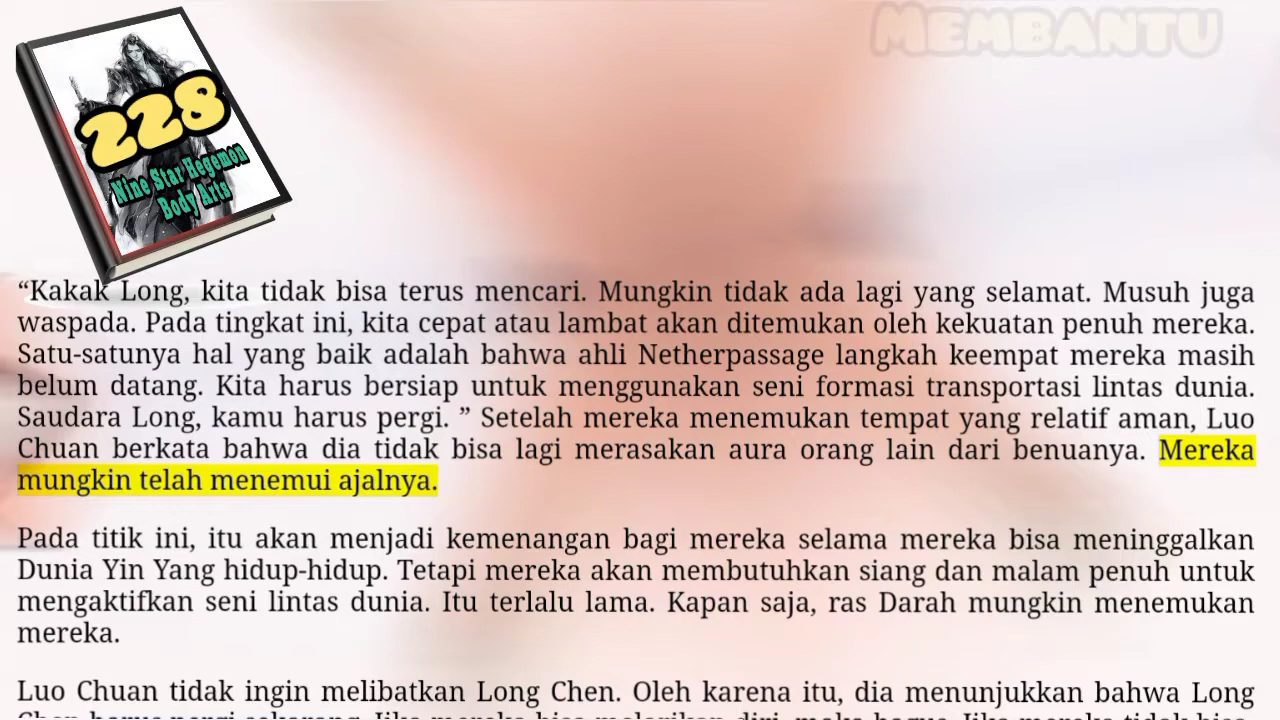 MEMBANTU
228
Nine Star Hegemon
Body Arts
“Kakak Long, kita tidak bisa terus mencari. Mungkin tidak ada lagi yang selamat. Musuh juga
waspada. Pada tingkat ini, kita cepat atau lambat akan ditemukan oleh kekuatan penuh mereka.
Satu-satunya hal yang baik adalah bahwa ahli Netherpassage langkah keempat mereka masih
belum datang. Kita harus bersiap untuk menggunakan seni formasi transportasi lintas dunia.
Saudara Long, kamu harus pergi. ” Setelah mereka menemukan tempat yang relatif aman, Luo
Chuan berkata bahwa dia tidak bisa lagi merasakan aura orang lain dari benuanya. Mereka
mungkin telah menemui ajalnya.
Pada titik ini, itu akan menjadi kemenangan bagi mereka selama mereka bisa meninggalkan
Dunia Yin Yang hidup-hidup. Tetapi mereka akan membutuhkan siang dan malam penuh untuk
mengaktifkan seni lintas dunia. Itu terlalu lama. Kapan saja, ras Darah mungkin menemukan
mereka.
Luo Chuan tidak ingin melibatkan Long Chen. Oleh karena itu, dia menunjukkan bahwa Long